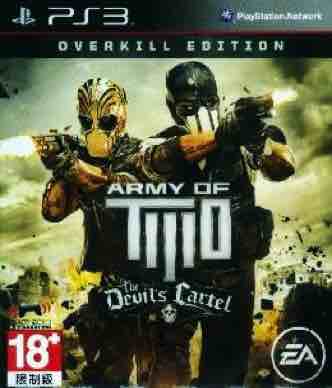 PS3
PlayStation Network
OVERKILL EDITION
ARMY OF
TWO
The
Devil's Cartel
18+
限制級
EA